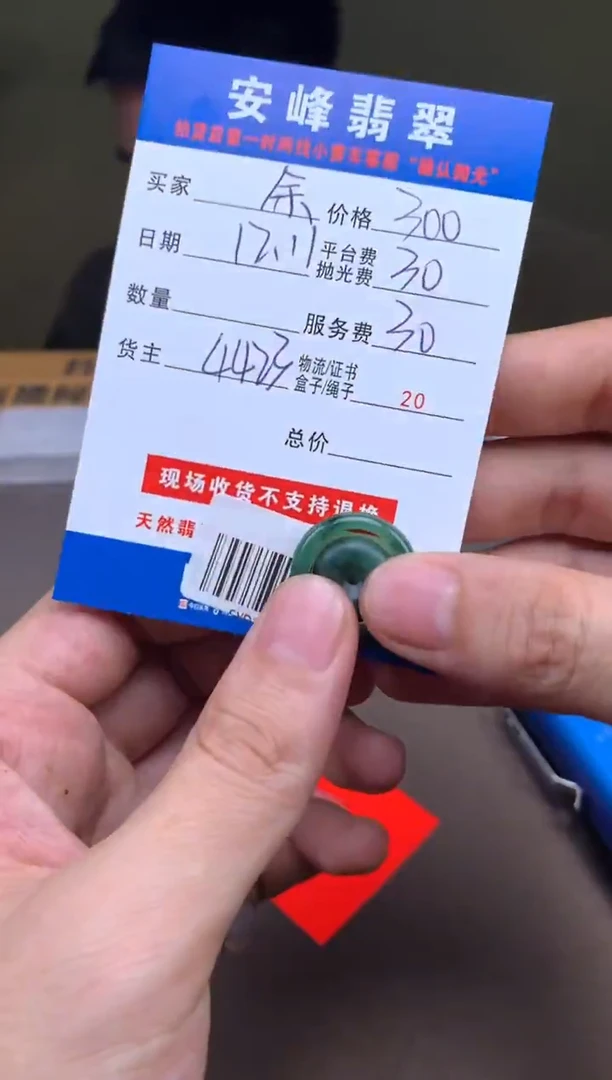 安峰翡翠
买家 余 价格 300
日期 12.11 平台费
抛光费 30
数量 服务费 30
货主 4423 物流/证书
盒子/绳子 20
总价
现场收货不支持退换
天然翡